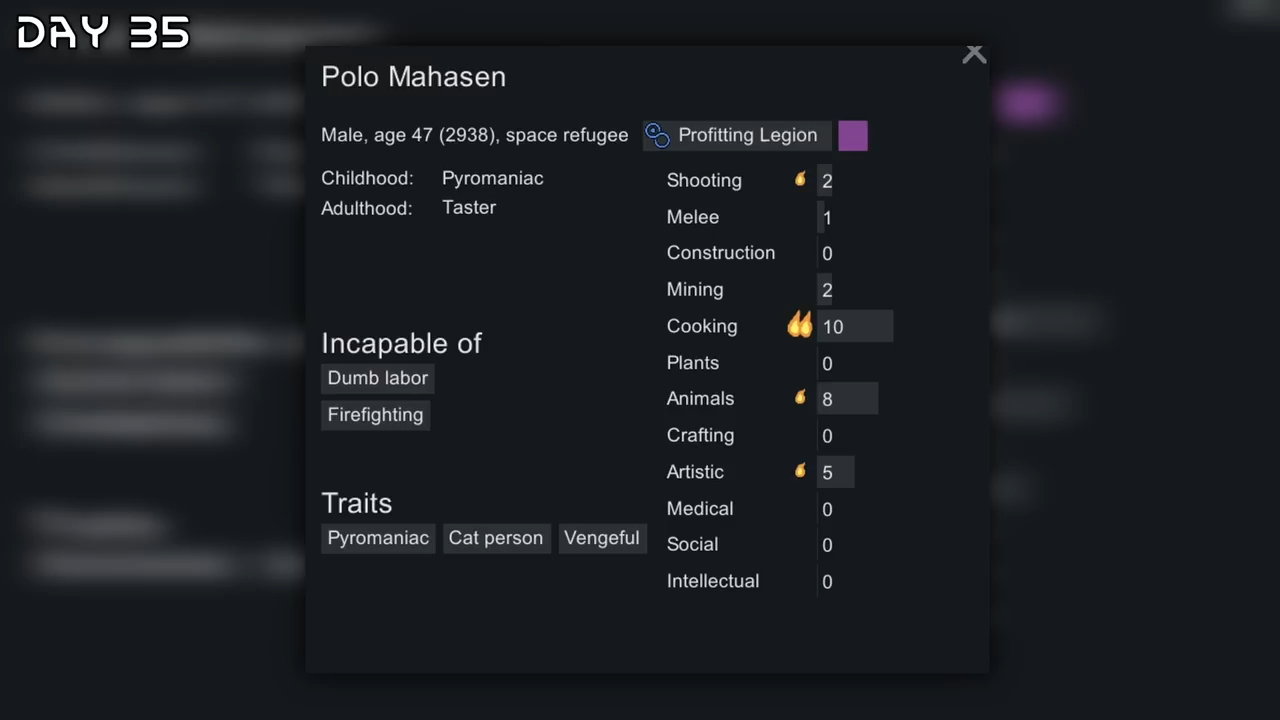 DAY 35
Polo Mahasen
Male, age 47 (2938), space refugee
Profitting Legion
Childhood: Pyromaniac
Adulthood: Taster
Incapable of
Dumb labor
Firefighting
Traits
Pyromaniac Cat person Vengeful
Shooting 2
Melee 1
Construction 0
Mining 2
Cooking 10
Plants 0
Animals 8
Crafting 0
Artistic 5
Medical 0
Social 0
Intellectual 0